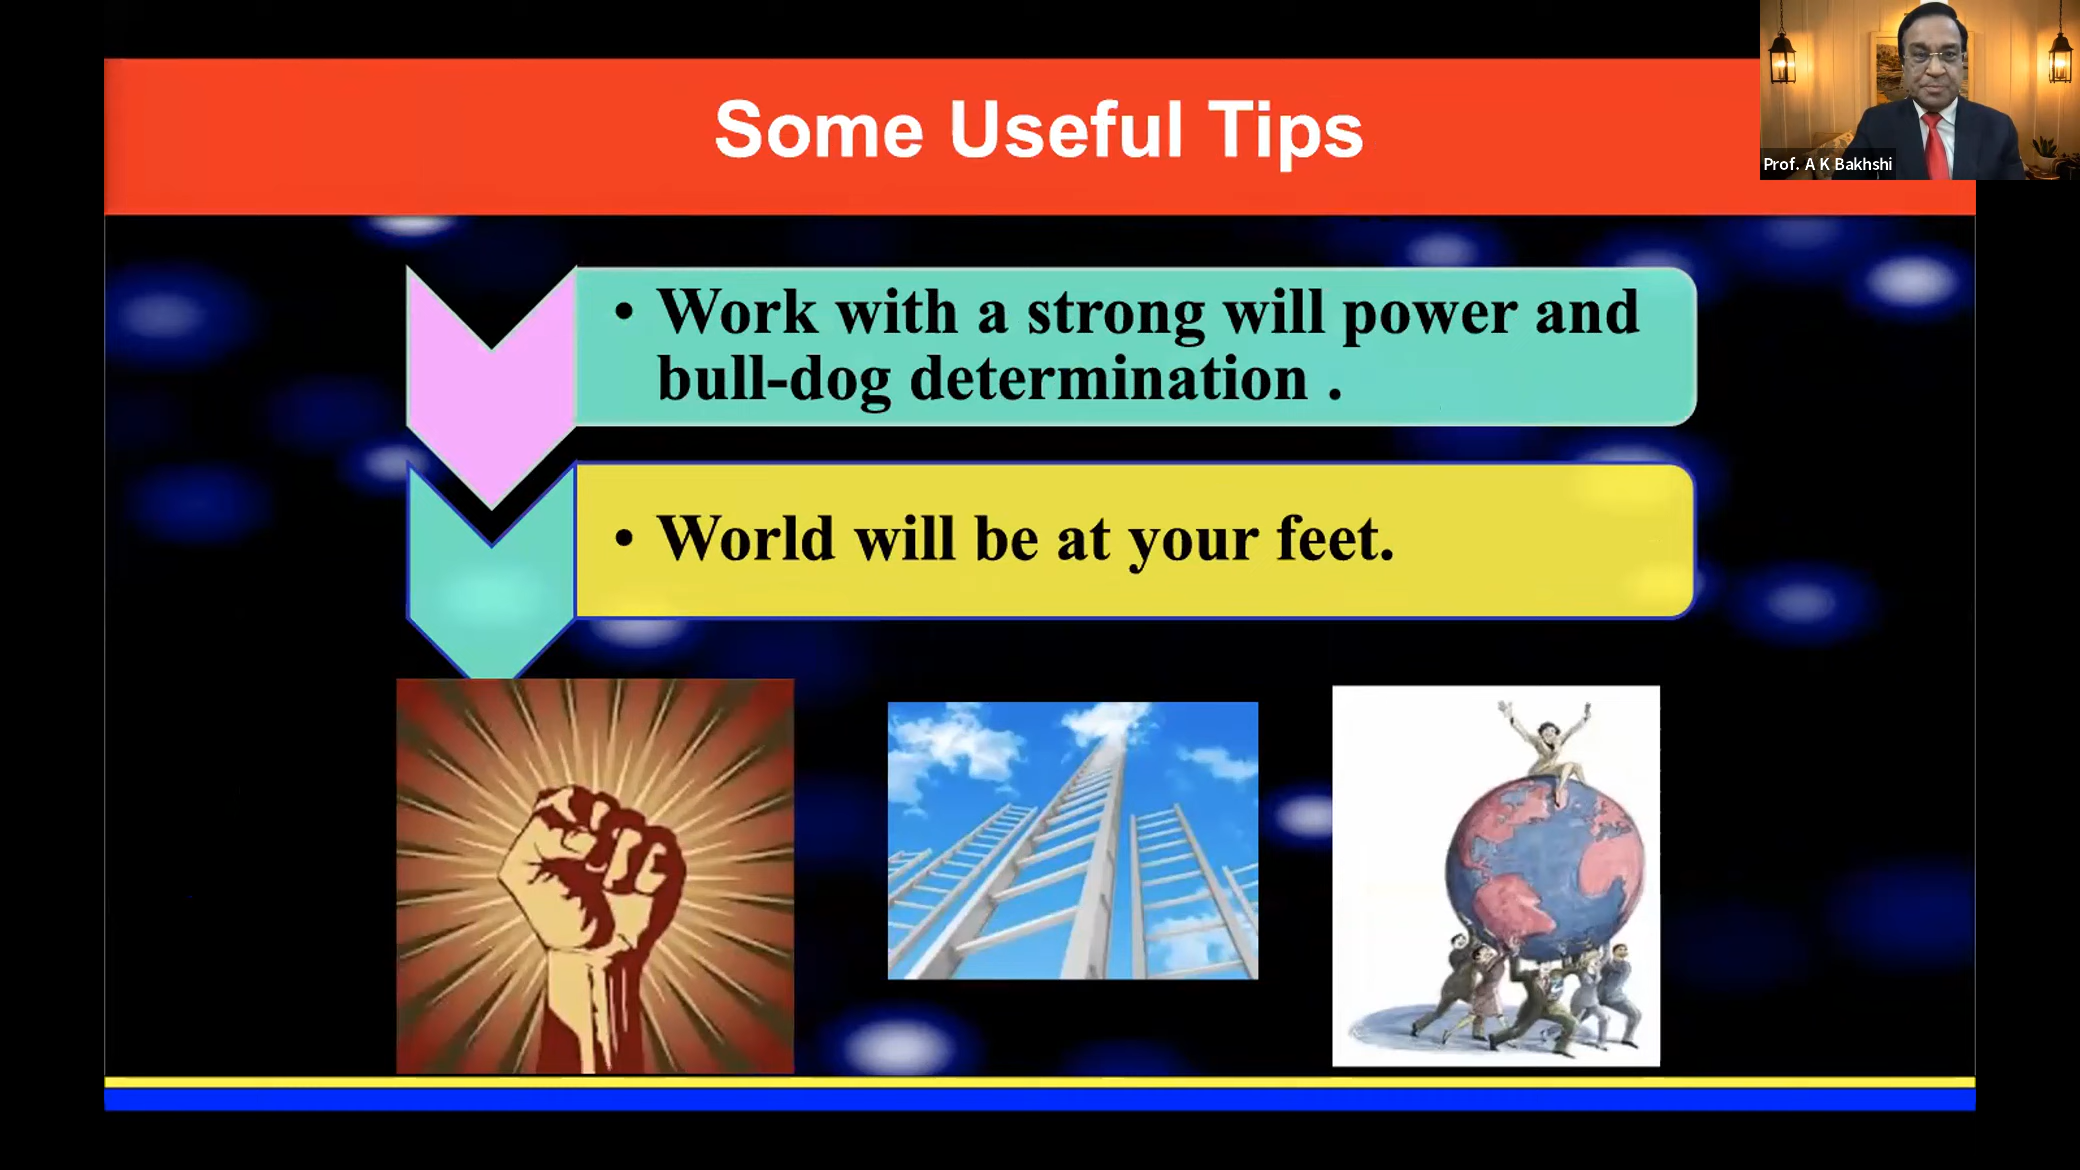 Some Useful Tips
Prof. A K Bakhshi
• Work with a strong will power and
bull-dog determination .
• World will be at your feet.